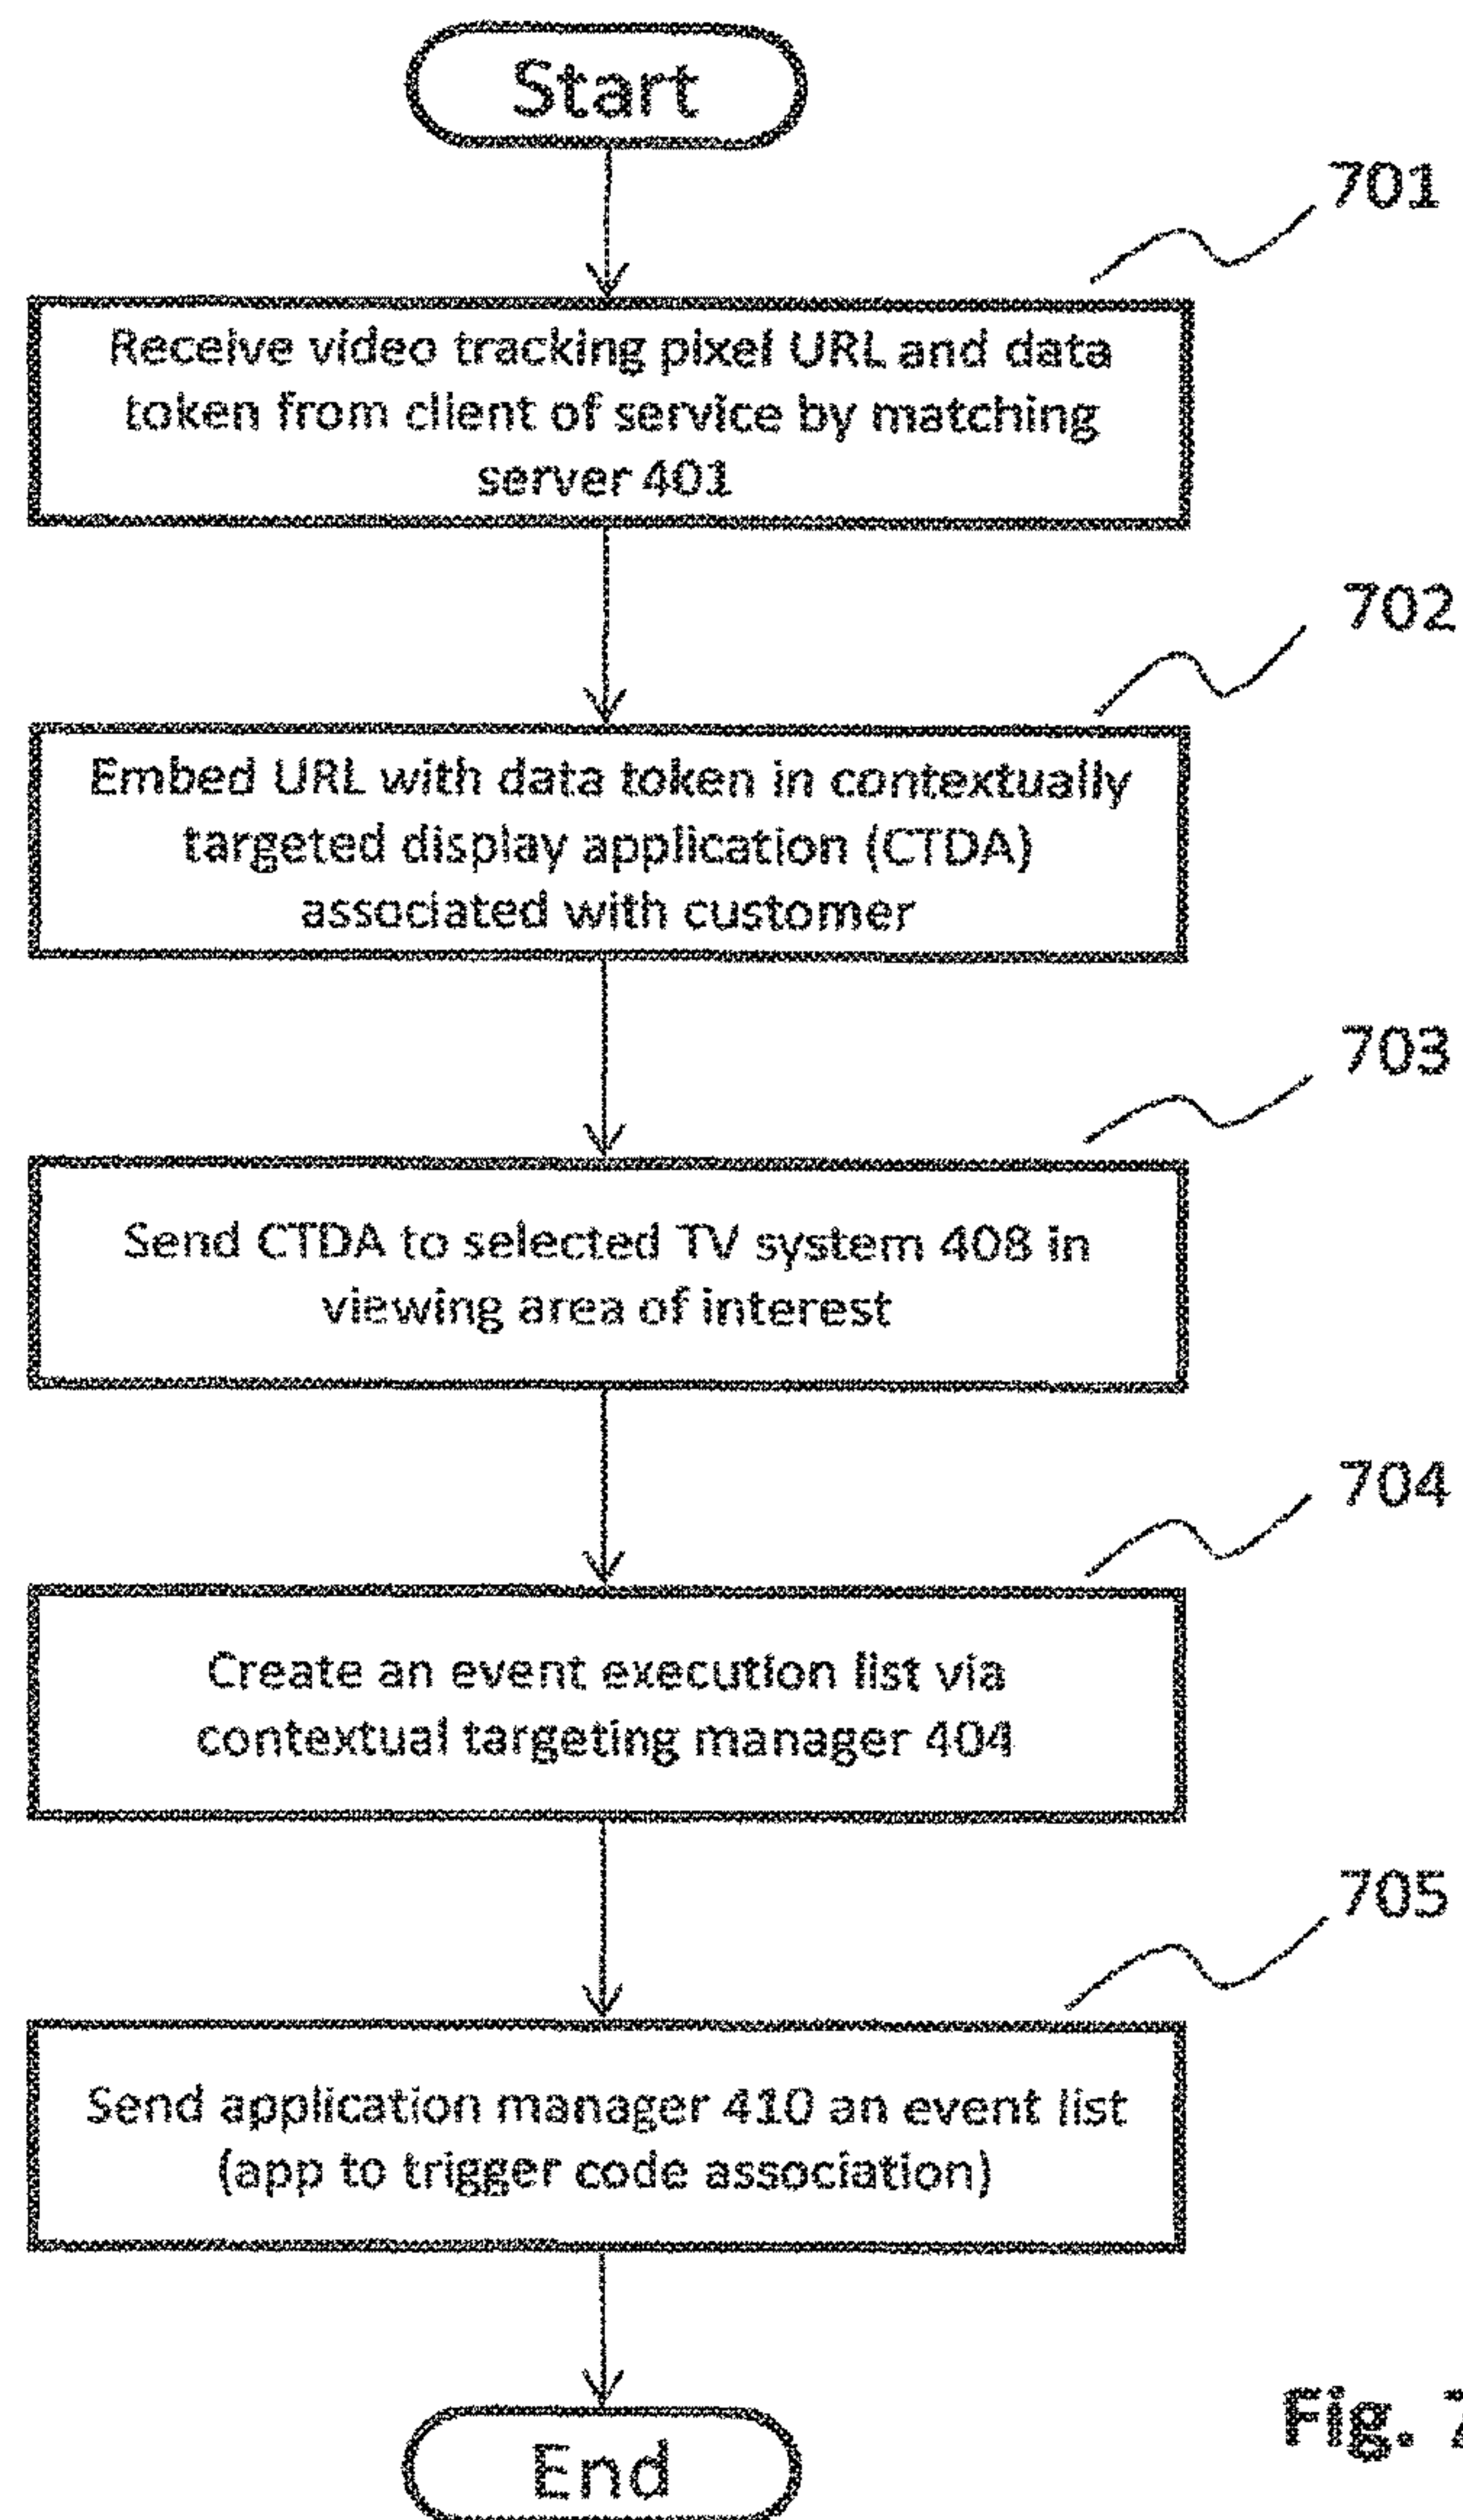 Start
701
Receive video tracking pixel URL and data
token from client of service by matching
server 401
702
Embed URL with data token in contextually
targeted display application (CTDA)
associated with customer
703
Send CTDA to selected TV system 408 in
viewing area of interest
704
Create an event execution list via
contextual targeting manager 404
705
Send application manager 410 an event list
(app to trigger code association)
End
Fig. 7